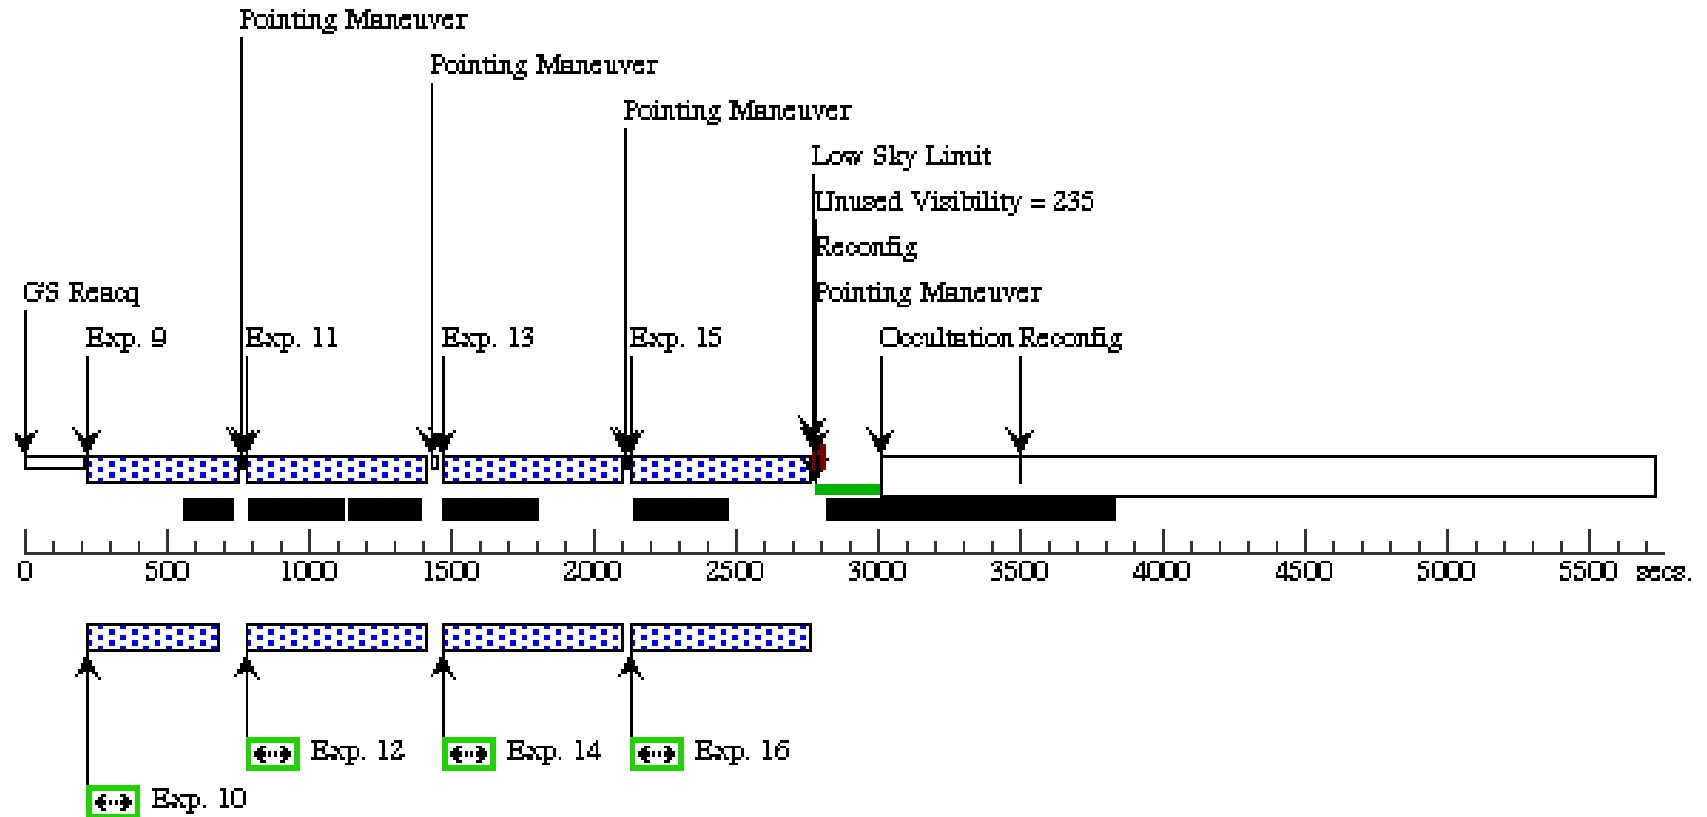 Pointing Maneuver
Pointing Maneuver
Pointing Maneuver
Low Sky Limit
Unused Visibility = 235
Reconfig
GS Reacq
Pointing Maneuver
Exp. 9
Exp. 11
Exp. 13
Exp. 15
Occultation
Reconfig
0 500 1000 1500 2000 2500 3000 3500 4000 4500 5000 5500 secs.
Exp. 12
Exp. 14
Exp. 16
Exp. 10